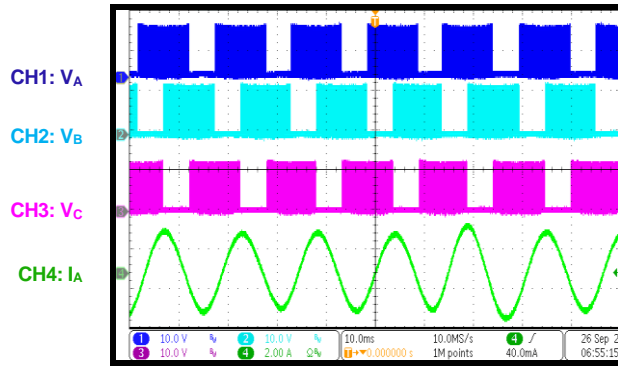 T
CH1: VA
1
CH2: VB
2
CH3: VC
3
CH4: IA
4
1 10.0 V 2 10.0 V 10.0ms 10.0MS/s 4 26 Sep 2
3 10.0 V 4 2.00 A Ω 0.000000 s 1M points 40.0mA 06:55:15